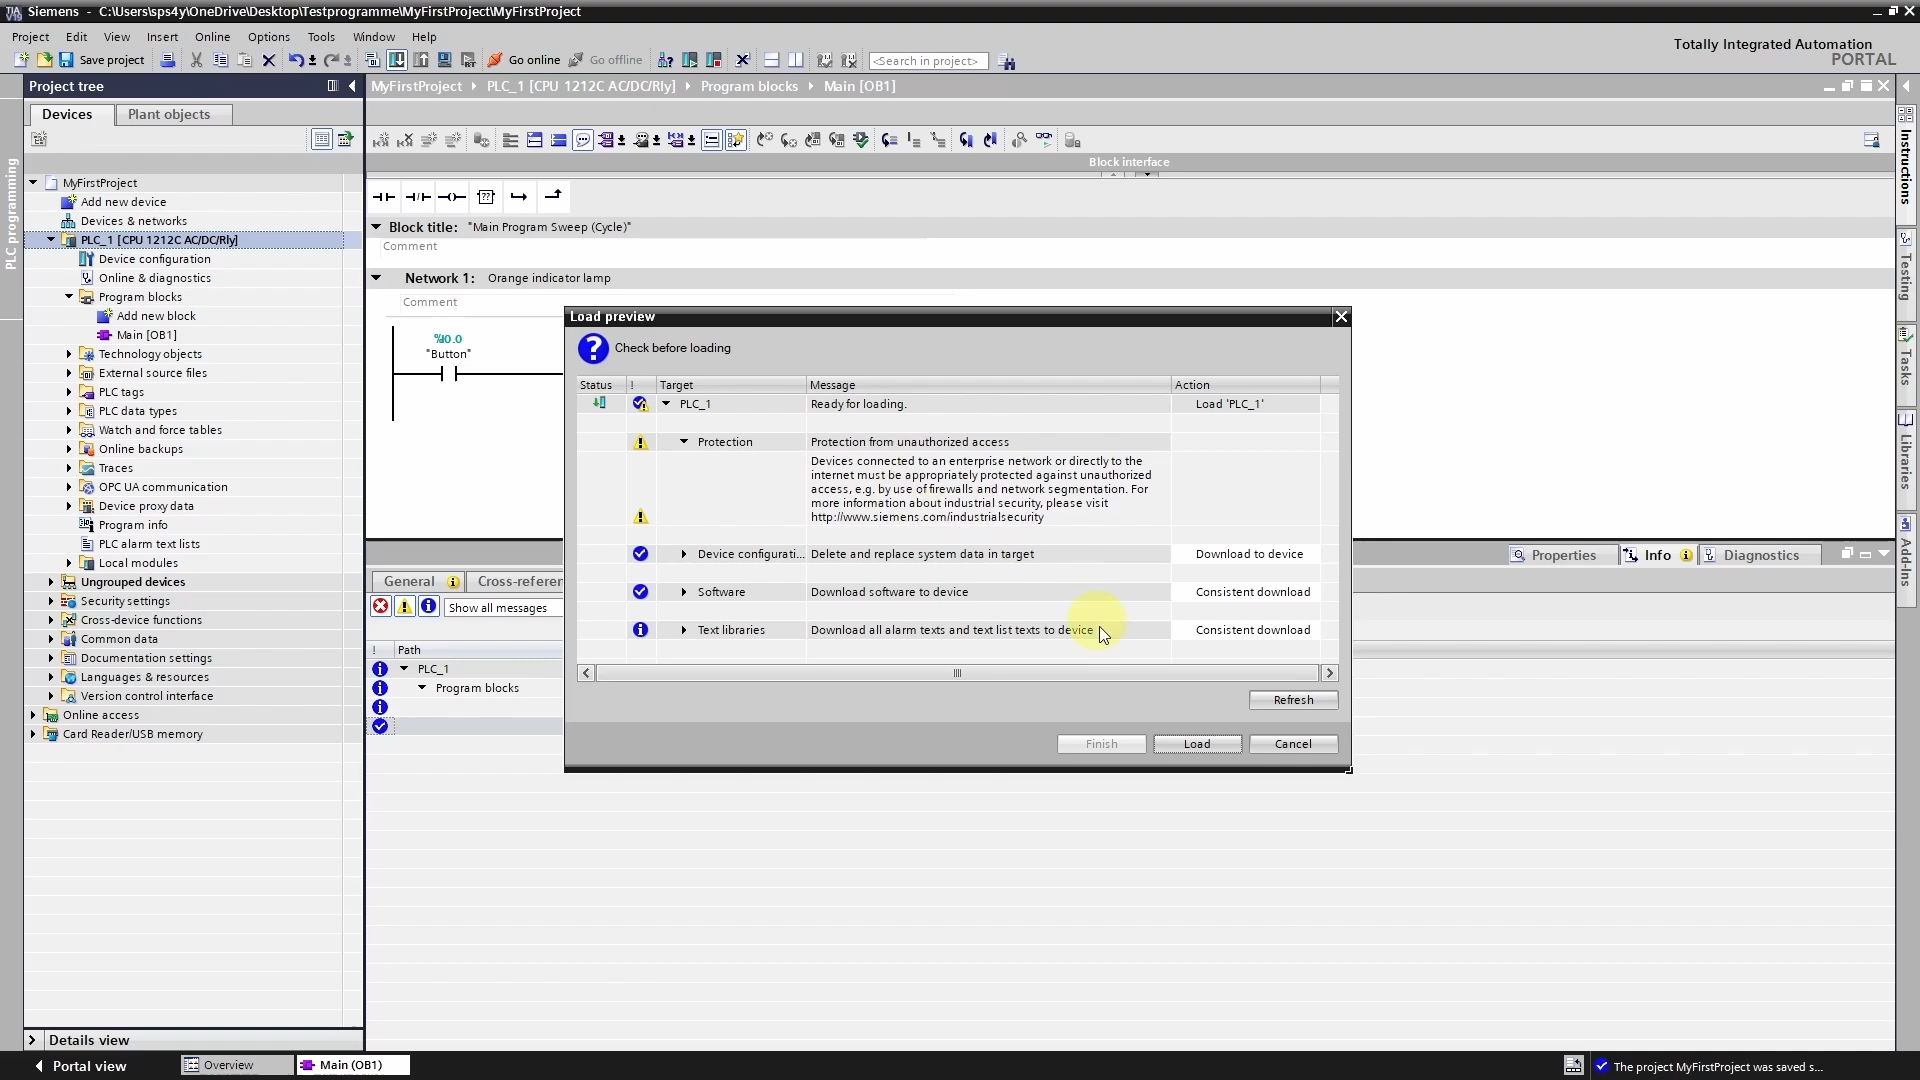 Siemens - C:\Users\sps4y\OneDrive\Desktop\Testprogramme\MyFirstProject\MyFirstProject
Project Edit View Insert Online Options Tools Window Help
Totally Integrated Automation
PORTAL
Save project
Go online
Go offline
<Search in project>
Project tree
MyFirstProject PLC_1 [CPU 1212C AC/DC/Rly] Program blocks Main [OB1]
Devices
Plant objects
Block interface
PLC programming
MyFirstProject
Add new device
Devices & networks
PLC_1 [CPU 1212C AC/DC/Rly]
Device configuration
Online & diagnostics
Program blocks
Add new block
Main [OB1]
Technology objects
External source files
PLC tags
PLC data types
Watch and force tables
Online backups
Traces
OPC UA communication
Device proxy data
Program info
PLC alarm text lists
Local modules
Ungrouped devices
Security settings
Cross-device functions
Common data
Documentation settings
Languages & resources
Version control interface
Online access
Card Reader/USB memory
Details view
Block title: "Main Program Sweep (Cycle)"
Comment
Network 1: Orange indicator lamp
Comment
%I0.0
"Button"
Load preview
Check before loading
Status ! Target Message Action
PLC_1 Ready for loading. Load 'PLC_1'
Protection Protection from unauthorized access
Devices connected to an enterprise network or directly to the
internet must be appropriately protected against unauthorized
access, e.g. by use of firewalls and network segmentation. For
more information about industrial security, please visit
http://www.siemens.com/industrialsecurity
Device configurati... Delete and replace system data in target Download to device
Software Download software to device Consistent download
Text libraries Download all alarm texts and text list texts to device Consistent download
Refresh
Finish Load Cancel
Properties Info Diagnostics
General Cross-referen
Show all messages
! Path
PLC_1
Program blocks
Instructions
Testing
Tasks
Libraries
Add-Ins
Portal view
Overview
Main (OB1)
The project MyFirstProject was saved s...